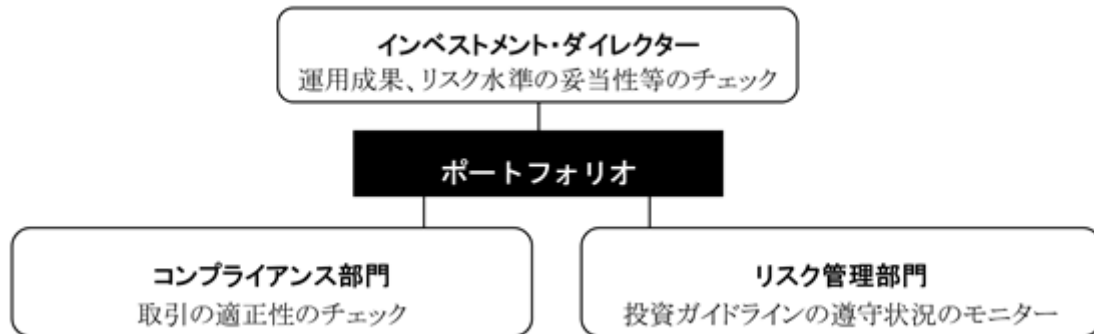 インベストメント・ダイレクター
運用成果、リスク水準の妥当性等のチェック
ポートフォリオ
コンプライアンス部門
取引の適正性のチェック
リスク管理部門
投資ガイドラインの遵守状況のモニター